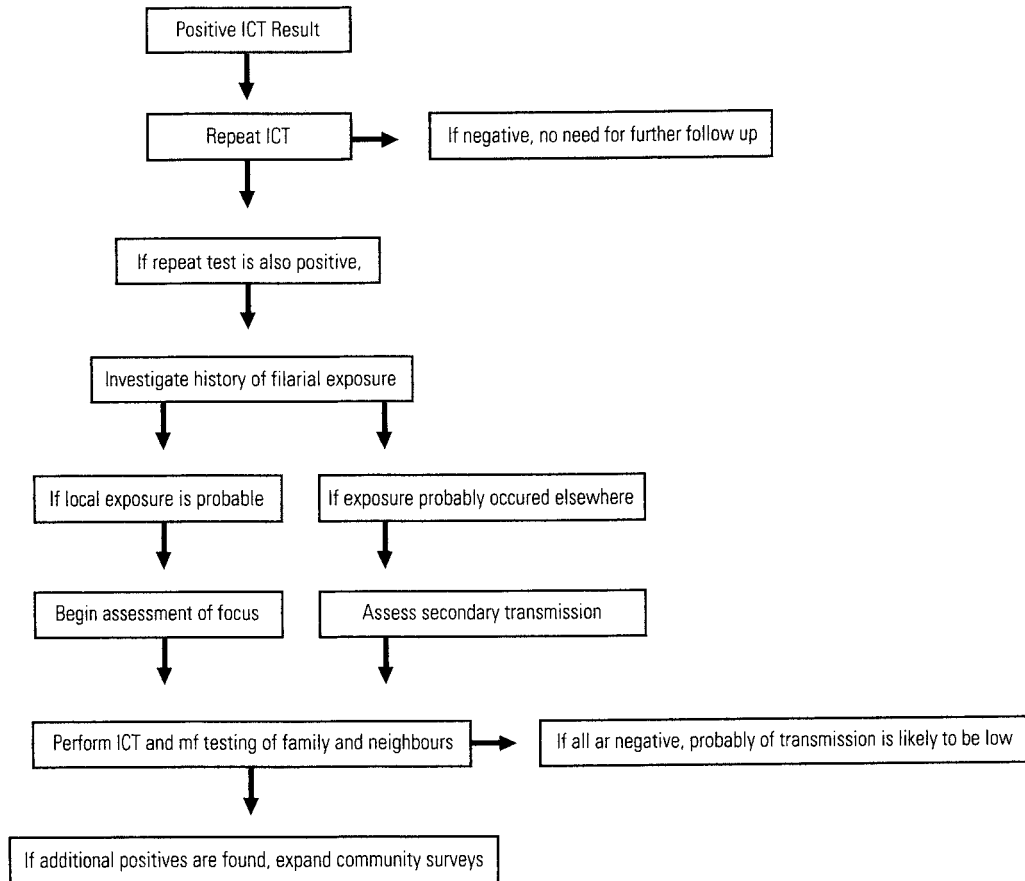 Positive ICT Result
Repeat ICT
If negative, no need for further follow up
If repeat test is also positive,
Investigate history of filarial exposure
If local exposure is probable
If exposure probably occured elsewhere
Begin assessment of focus
Assess secondary transmission
Perform ICT and mf testing of family and neighbours
If all ar negative, probably of transmission is likely to be low
If additional positives are found, expand community surveys